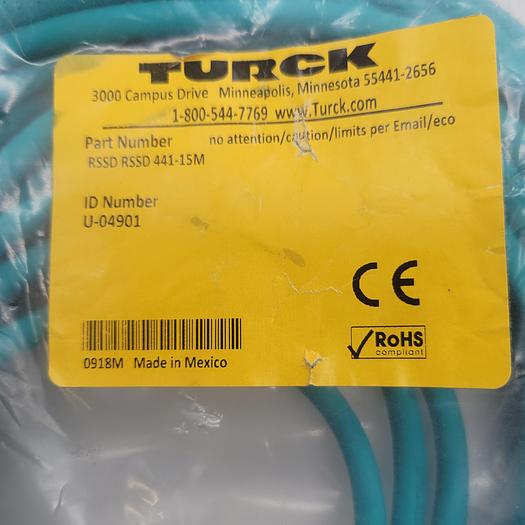 TURCK
3000 Campus Drive Minneapolis, Minnesota 55441-2656
1-800-544-7769 www.Turck.com
Part Number no attention/caution/limits per Email/eco
RSSD RSSD 441-15M
ID Number
U-04901
CE
RoHS
compliant
0918M Made in Mexico